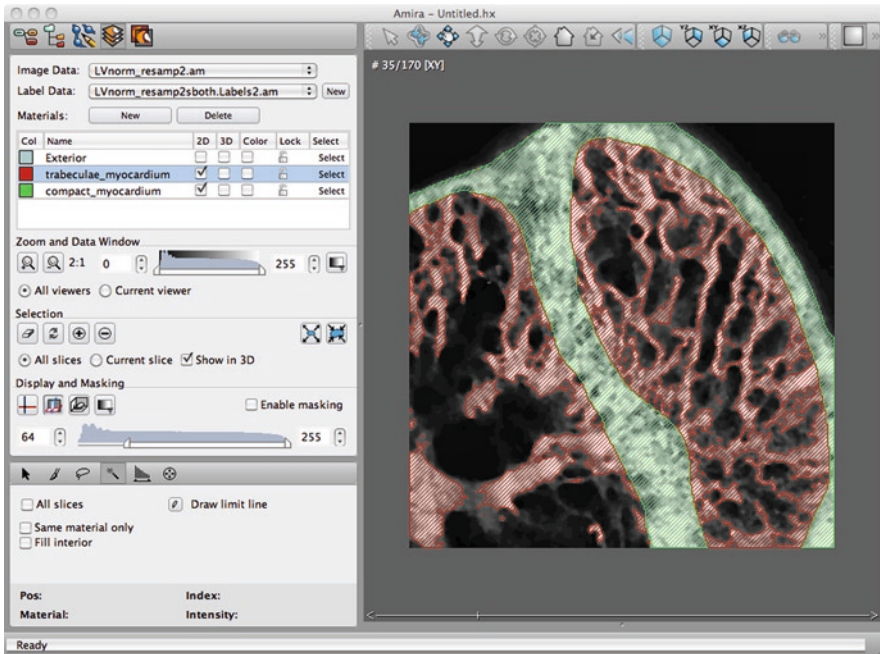 Amira – Untitled.hx
YZ XY XZ » »
# 35/170 [XY]
Image Data: LVnorm_resamp2.am
Label Data: LVnorm_resamp2sboth.Labels2.am New
Materials: New Delete
Col Name 2D 3D Color Lock Select
Exterior Select
trabeculae_myocardium Select
compact_myocardium Select
Zoom and Data Window
2:1 0 255
All viewers Current viewer
Selection
All slices Current slice Show in 3D
Display and Masking
Enable masking
64 255
All slices Draw limit line
Same material only
Fill interior
Pos: Index:
Material: Intensity:
Ready